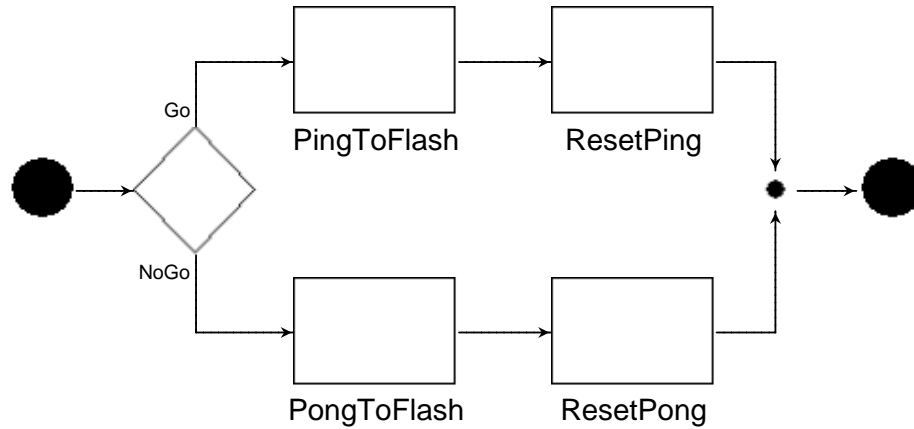 Go
PingToFlash
ResetPing
NoGo
PongToFlash
ResetPong